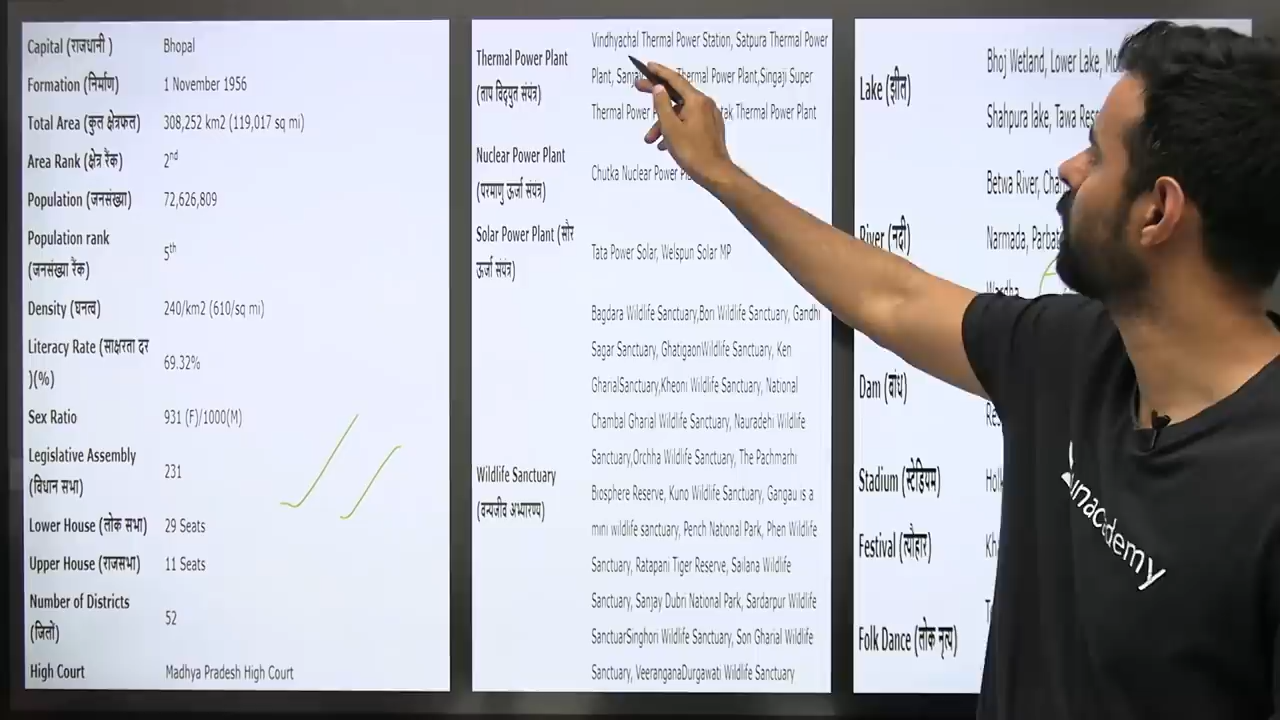 Capital (राजधानी ) Bhopal
Formation (निर्माण) 1 November 1956
Total Area (कुल क्षेत्रफल) 308,252 km2 (119,017 sq mi)
Area Rank (क्षेत्र रैंक) 2nd
Population (जनसंख्या) 72,626,809
Population rank
(जनसंख्या रैंक) 5th
Density (घनत्व) 240/km2 (610/sq mi)
Literacy Rate (साक्षरता दर
)(%) 69.32%
Sex Ratio 931 (F)/1000(M)
Legislative Assembly
(विधान सभा) 231
Lower House (लोक सभा) 29 Seats
Upper House (राजसभा) 11 Seats
Number of Districts
(जिलों) 52
High Court Madhya Pradesh High Court
Thermal Power Plant
(ताप विद्युत संयंत्र)
Vindhyachal Thermal Power Station, Satpura Thermal Power
Plant, Thermal Power Plant,Singaji Super
Thermal Power Thermal Power Plant
Nuclear Power Plant
(परमाणु ऊर्जा संयंत्र)
Chutka Nuclear Power
Solar Power Plant (सौर
ऊर्जा संयंत्र)
Tata Power Solar, Welspun Solar MP
Wildlife Sanctuary
(वन्यजीव अभ्यारण्य)
Bagdara Wildlife Sanctuary,Bori Wildlife Sanctuary, Gandhi
Sagar Sanctuary, GhatigaonWildlife Sanctuary, Ken
GharialSanctuary,Kheoni Wildlife Sanctuary, National
Chambal Gharial Wildlife Sanctuary, Nauradehi Wildlife
Sanctuary,Orchha Wildlife Sanctuary, The Pachmarhi
Biosphere Reserve, Kuno Wildlife Sanctuary, Gangau is a
mini wildlife sanctuary, Pench National Park, Phen Wildlife
Sanctuary, Ratapani Tiger Reserve, Sailana Wildlife
Sanctuary, Sanjay Dubri National Park, Sardarpur Wildlife
SanctuarSinghori Wildlife Sanctuary, Son Gharial Wildlife
Sanctuary, VeeranganaDurgawati Wildlife Sanctuary
Lake (झील)
Bhoj Wetland, Lower Lake,
Shahpura lake, Tawa
River (नदी)
Betwa River,
Narmada,
Wardha
Dam (बांध)
Stadium (स्टेडियम)
Festival (त्यौहार)
Folk Dance (लोक नृत्य)
unacademy